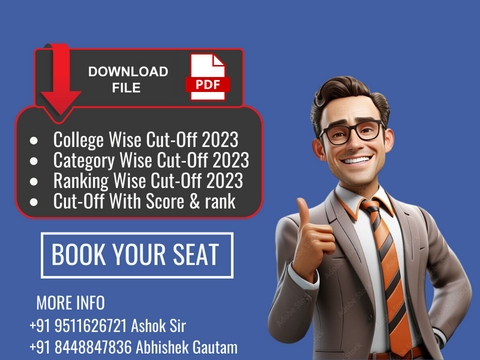 DOWNLOAD
FILE
PDF
• College Wise Cut-Off 2023
• Category Wise Cut-Off 2023
• Ranking Wise Cut-Off 2023
• Cut-Off With Score & rank
BOOK YOUR SEAT
MORE INFO
+91 9511626721 Ashok Sir
+91 8448847836 Abhishek Gautam